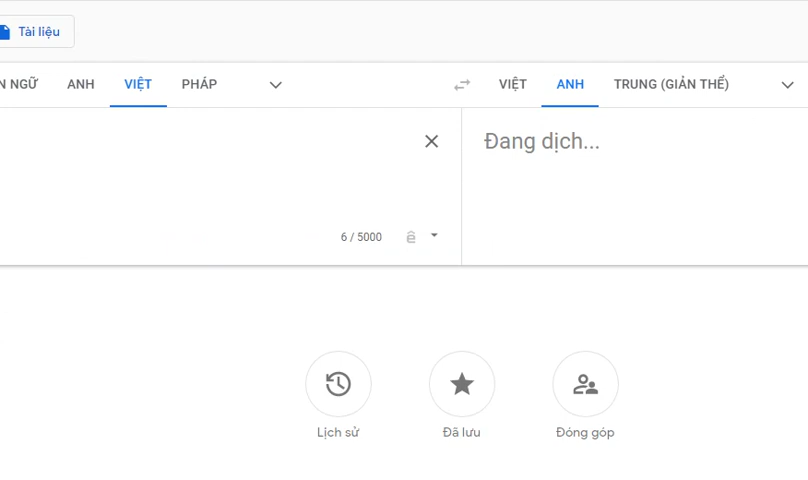 Tài liệu
N NGỮ ANH VIỆT PHÁP VIỆT ANH TRUNG (GIẢN THỂ)
Đang dịch...
6 / 5000 ê
Lịch sử Đã lưu Đóng góp